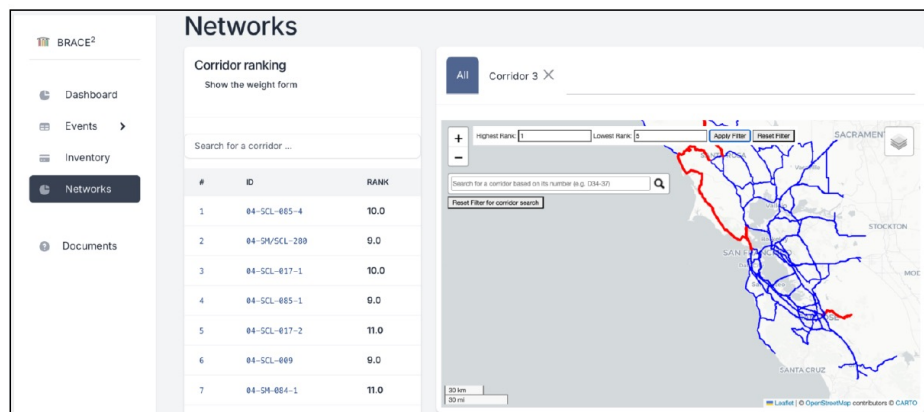 Networks
BRACE²
Dashboard
Events
Inventory
Networks
Documents
Corridor ranking
Show the weight form
Search for a corridor ...
# ID RANK
1 04-SCL-085-4 10.0
2 04-SM/SCL-280 9.0
3 04-SCL-017-1 10.0
4 04-SCL-085-1 9.0
5 04-SCL-017-2 11.0
6 04-SCL-009 9.0
7 04-SM-084-1 11.0
All Corridor 3 ×
+ Highest Rank: 1 Lowest Rank: 5 Apply Filter Reset Filter
−
Search for a corridor based on its number (e.g. D34-37)
Reset Filter for corridor search
SACRAMEN
STOCKTON
SAN FRANCISCO
MOD
SANTA CRUZ
30 km
30 mi
Leaflet | © OpenStreetMap contributors © CARTO